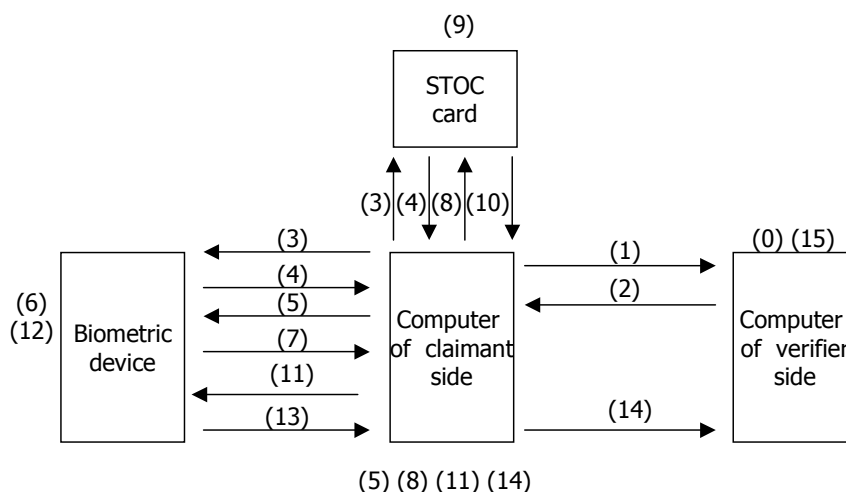 (9)
STOC
card
(3) (4) (8) (10)
(3)
(4)
(5)
(7)
(11)
(13)
(6)
(12)
Biometric
device
Computer
of claimant
side
(1)
(2)
(14)
(0) (15)
Computer
of verifier
side
(5) (8) (11) (14)